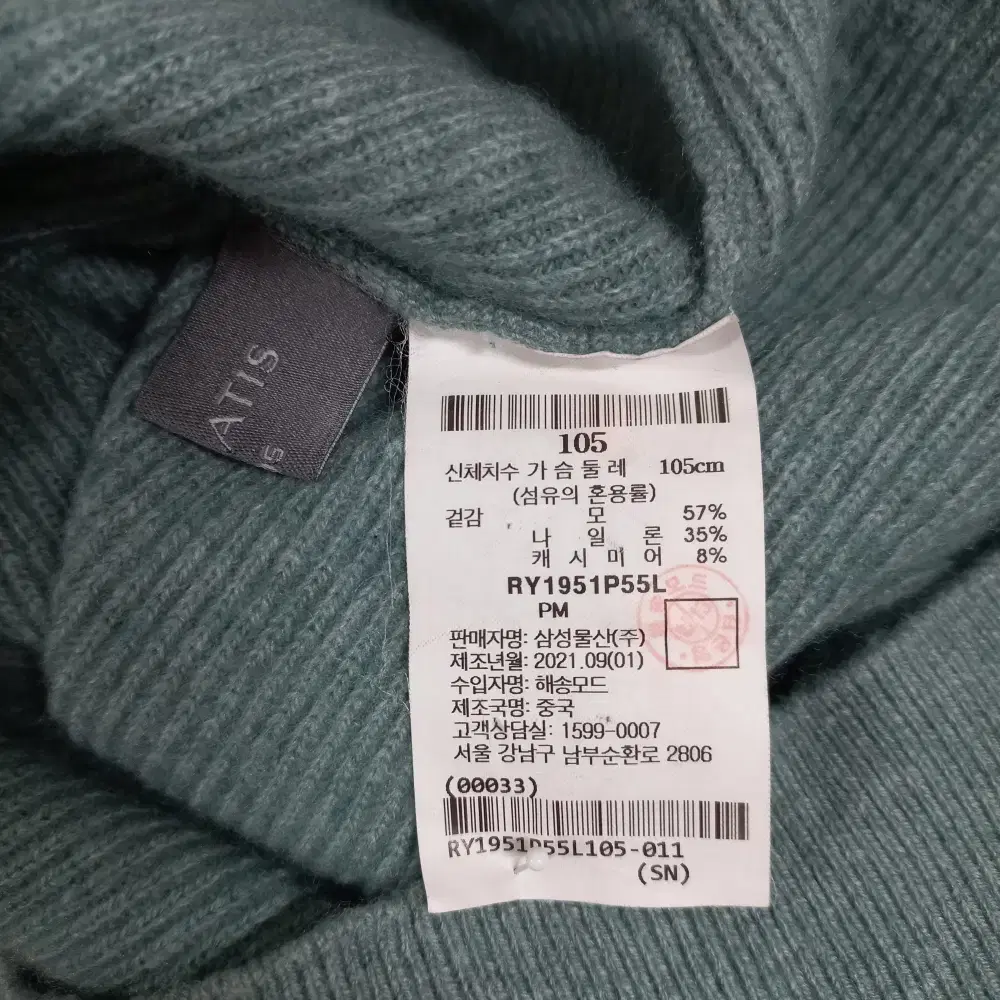 ATIS
105
신체치수 가 슴 둘 레 105cm
(섬유의 혼용률)
겉감 모 57%
나 일 론 35%
캐 시 미 어 8%
RY1951P55L
PM
판매자명: 삼성물산(주)
제조년월: 2021.09(01)
수입자명: 해송모드
제조국명: 중국
고객상담실: 1599-0007
서울 강남구 남부순환로 2806
(00033)
RY1951P55L105-011
(SN)